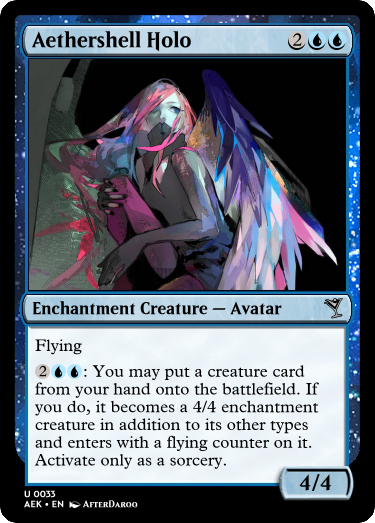 Aethershell Holo 2
Enchantment Creature — Avatar
Flying
2: You may put a creature card
from your hand onto the battlefield. If
you do, it becomes a 4/4 enchantment
creature in addition to its other types
and enters with a flying counter on it.
Activate only as a sorcery.
4/4
U 0033
AEK • EN AfterDaroo